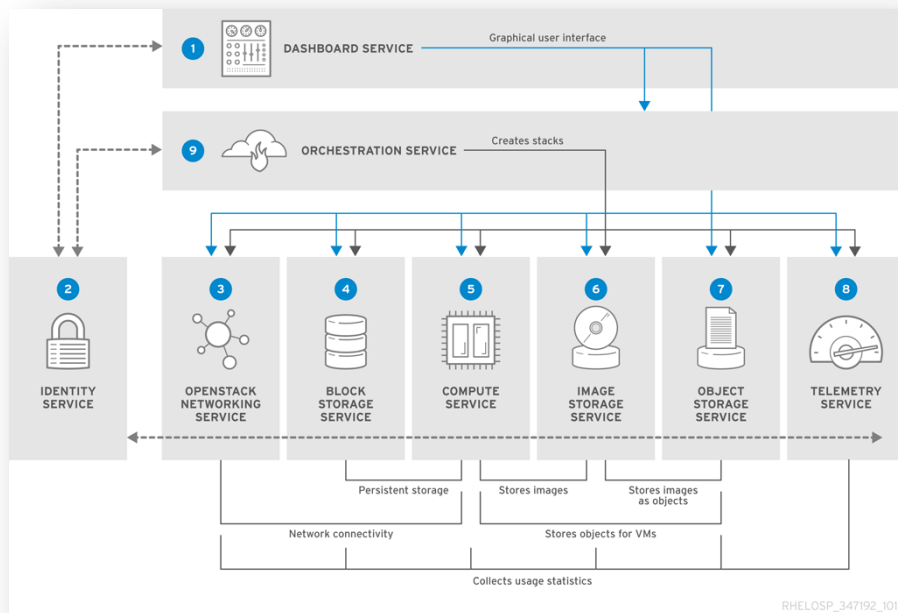 1
DASHBOARD SERVICE
Graphical user interface
9
ORCHESTRATION SERVICE
Creates stacks
2
IDENTITY
SERVICE
3
OPENSTACK
NETWORKING
SERVICE
4
BLOCK
STORAGE
SERVICE
5
COMPUTE
SERVICE
6
IMAGE
STORAGE
SERVICE
7
OBJECT
STORAGE
SERVICE
8
TELEMETRY
SERVICE
Persistent storage
Stores images
Stores images
as objects
Network connectivity
Stores objects for VMs
Collects usage statistics
RHELOSP_347192_101